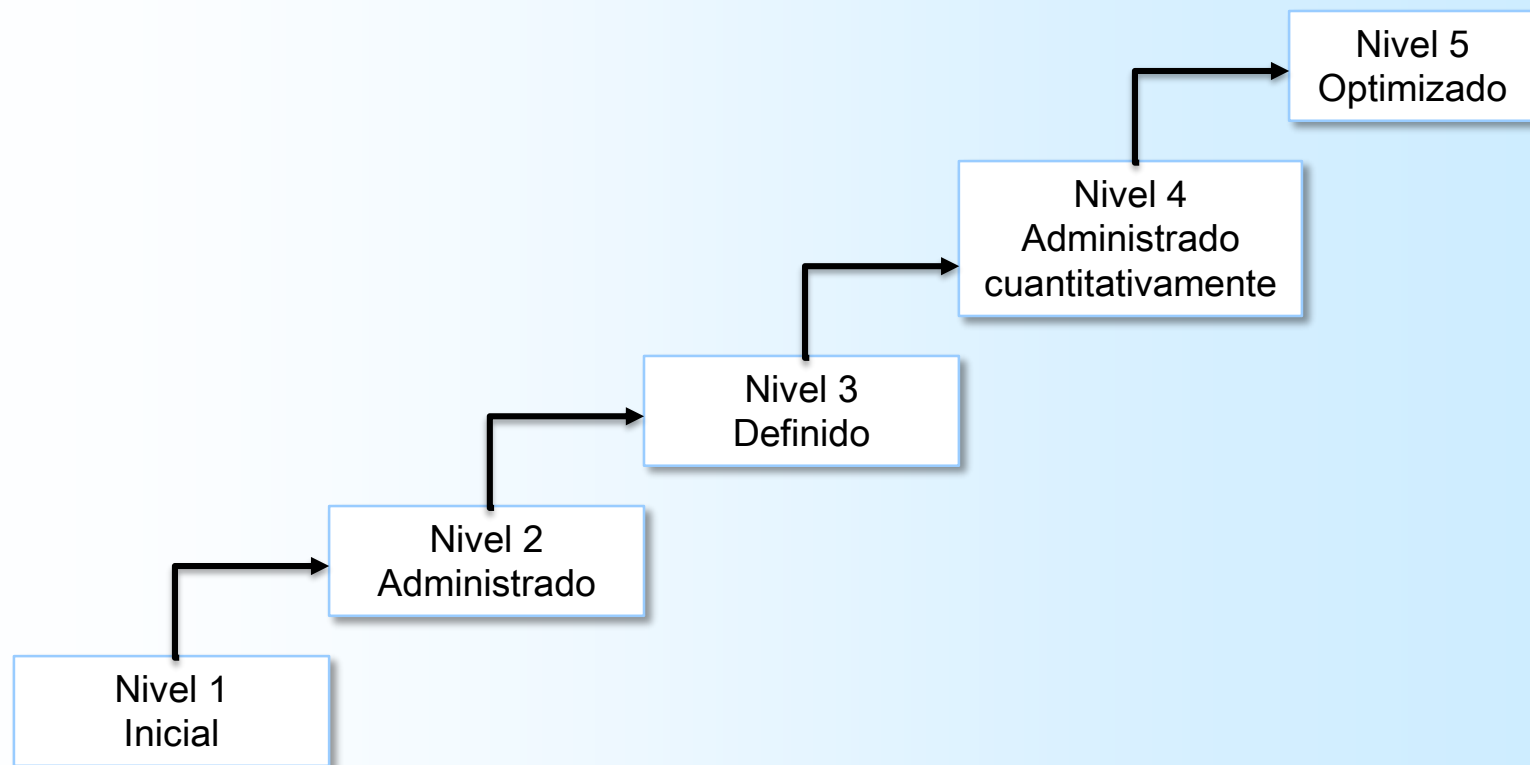 Nivel 5
Optimizado
Nivel 4
Administrado
cuantitativamente
Nivel 3
Definido
Nivel 2
Administrado
Nivel 1
Inicial